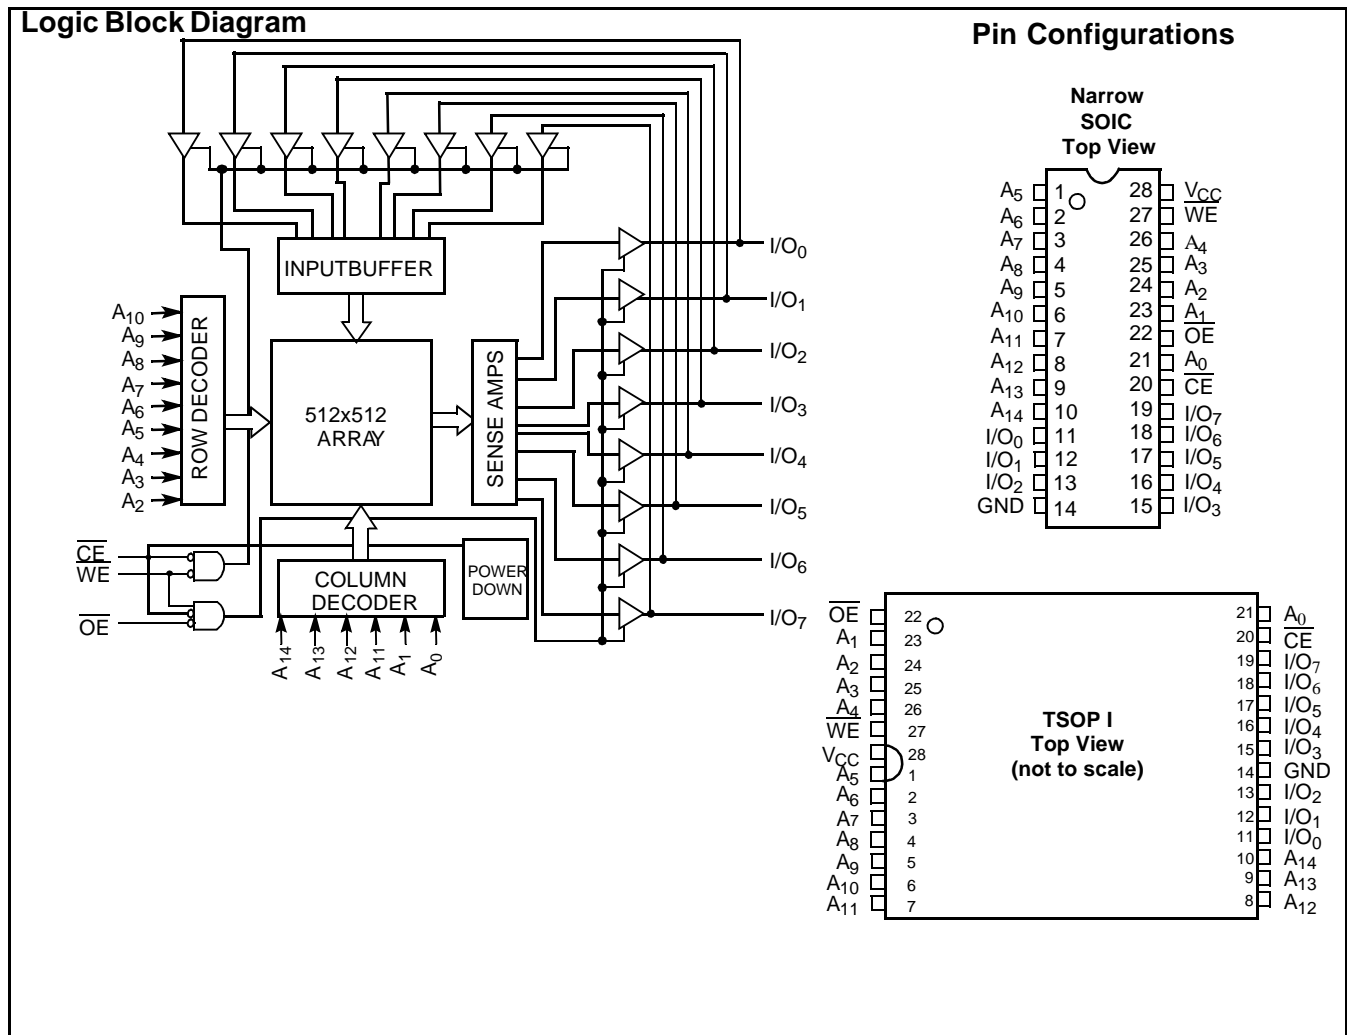 Logic Block Diagram
INPUTBUFFER
A10
A9
A8
A7
A6
A5
A4
A3
A2
ROW DECODER
512x512
ARRAY
SENSE AMPS
I/O0
I/O1
I/O2
I/O3
I/O4
I/O5
I/O6
I/O7
CE
WE
OE
COLUMN
DECODER
POWER
DOWN
A14
A13
A12
A11
A1
A0
Pin Configurations
Narrow
SOIC
Top View
A5 1 28 VCC
A6 2 27 WE
A7 3 26 A4
A8 4 25 A3
A9 5 24 A2
A10 6 23 A1
A11 7 22 OE
A12 8 21 A0
A13 9 20 CE
A14 10 19 I/O7
I/O0 11 18 I/O6
I/O1 12 17 I/O5
I/O2 13 16 I/O4
GND 14 15 I/O3
TSOP I
Top View
(not to scale)
OE 22 21 A0
A1 23 20 CE
A2 24 19 I/O7
A3 25 18 I/O6
A4 26 17 I/O5
WE 27 16 I/O4
VCC 28 15 I/O3
A5 1 14 GND
A6 2 13 I/O2
A7 3 12 I/O1
A8 4 11 I/O0
A9 5 10 A14
A10 6 9 A13
A11 7 8 A12